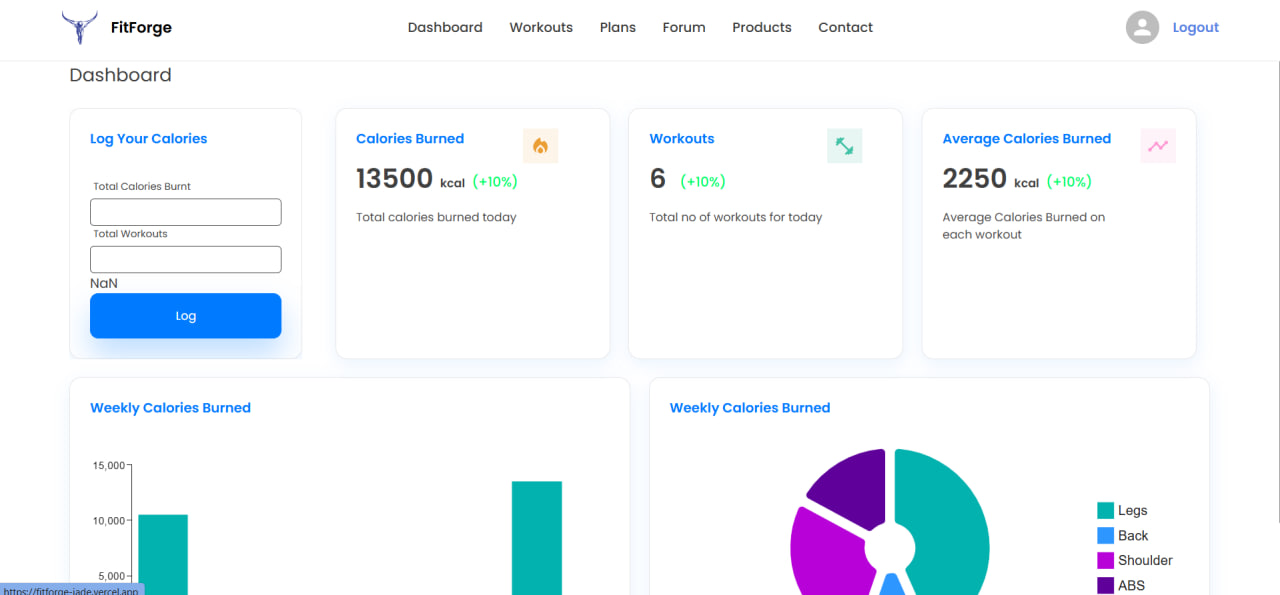 FitForge
Dashboard Workouts Plans Forum Products Contact
Logout
Dashboard
Log Your Calories
Total Calories Burnt
Total Workouts
NaN
Log
Calories Burned
13500 kcal (+10%)
Total calories burned today
Workouts
6 (+10%)
Total no of workouts for today
Average Calories Burned
2250 kcal (+10%)
Average Calories Burned on
each workout
Weekly Calories Burned
15,000
10,000
5,000
Weekly Calories Burned
Legs
Back
Shoulder
ABS
https://fitforge-jade.vercel.app